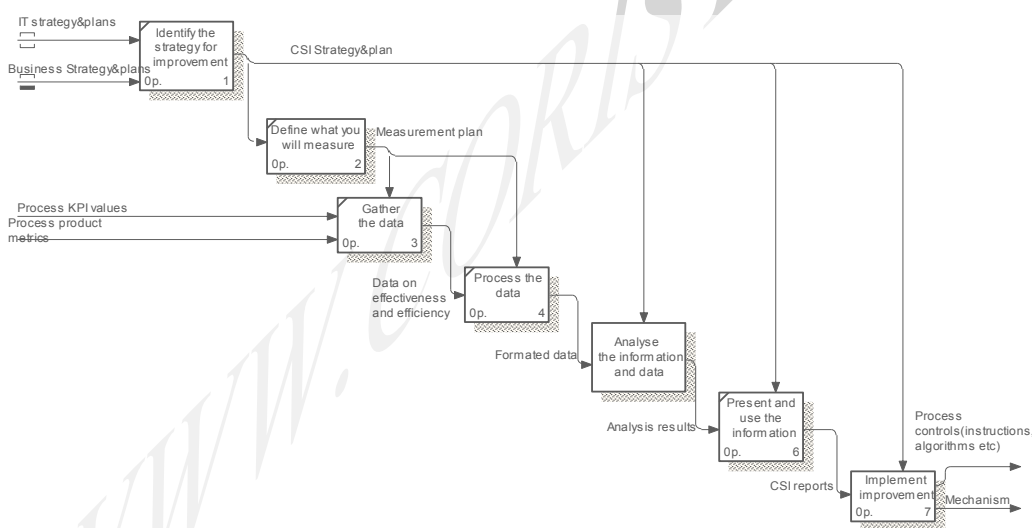 IT strategy&plans
Business Strategy&plans
Identify the
strategy for
improvement
0p. 1
CSI Strategy&plan
Define what you
will measure
0p. 2
Measurement plan
Process KPI values
Process product
metrics
Gather
the data
0p. 3
Data on
effectiveness
and efficiency
Process the
data
0p. 4
Formated data
Analyse
the information
and data
Analysis results
Present and
use the
information
0p. 6
CSI reports
Implement
improvement
0p. 7
Process
controls(instructions,
algorithms etc)
Mechanism